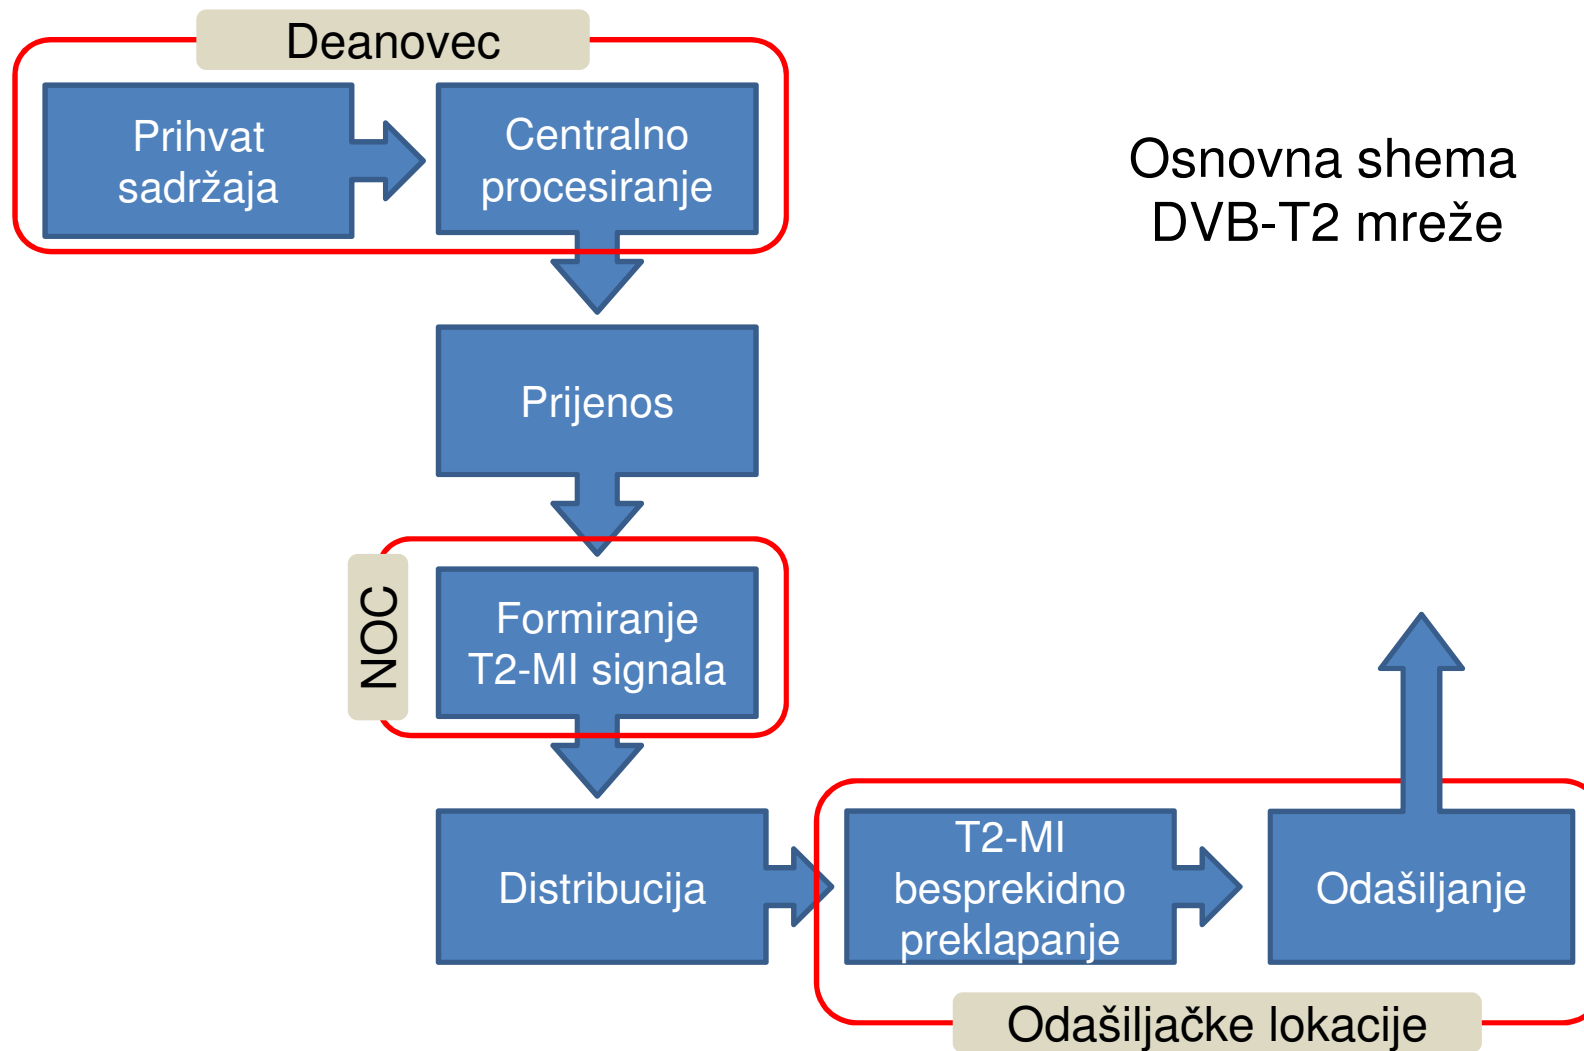 Deanovec
Prihvat
sadržaja
Centralno
procesiranje
Osnovna shema
DVB-T2 mreže
Prijenos
NOC
Formiranje
T2-MI signala
Distribucija
T2-MI
besprekidno
preklapanje
Odašiljanje
Odašiljačke lokacije